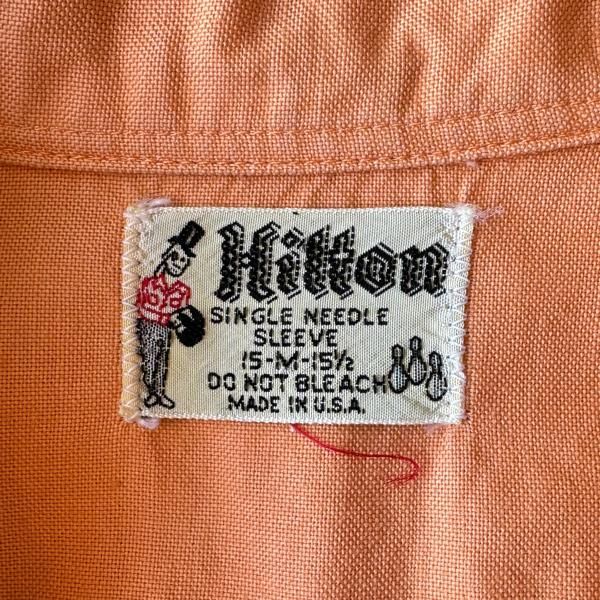 Hilton
SINGLE NEEDLE
SLEEVE
15-M-15½
DO NOT BLEACH
MADE IN U.S.A.